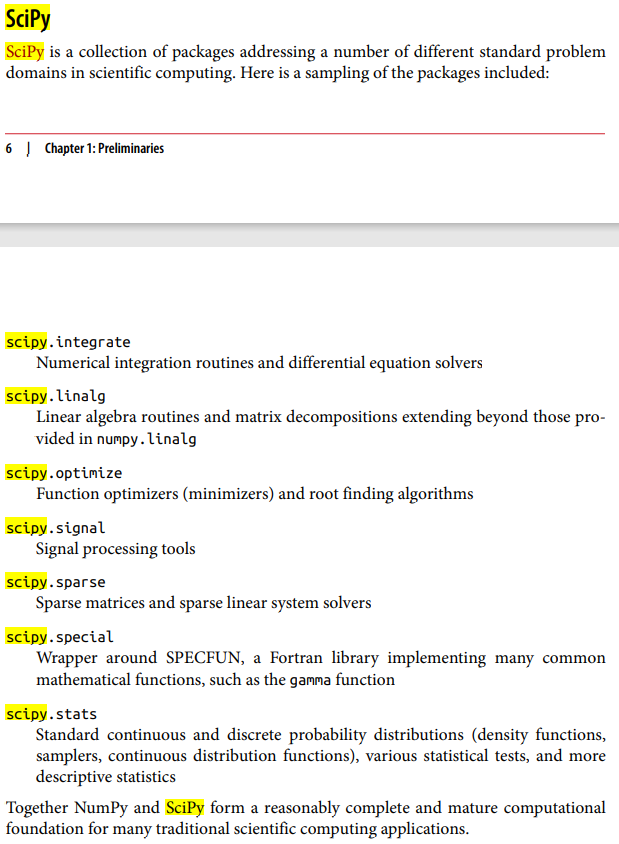 SciPy
SciPy is a collection of packages addressing a number of different standard problem
domains in scientific computing. Here is a sampling of the packages included:
6 | Chapter 1: Preliminaries
scipy.integrate
Numerical integration routines and differential equation solvers
scipy.linalg
Linear algebra routines and matrix decompositions extending beyond those pro-
vided in numpy.linalg
scipy.optimize
Function optimizers (minimizers) and root finding algorithms
scipy.signal
Signal processing tools
scipy.sparse
Sparse matrices and sparse linear system solvers
scipy.special
Wrapper around SPECFUN, a Fortran library implementing many common
mathematical functions, such as the gamma function
scipy.stats
Standard continuous and discrete probability distributions (density functions,
samplers, continuous distribution functions), various statistical tests, and more
descriptive statistics
Together NumPy and SciPy form a reasonably complete and mature computational
foundation for many traditional scientific computing applications.